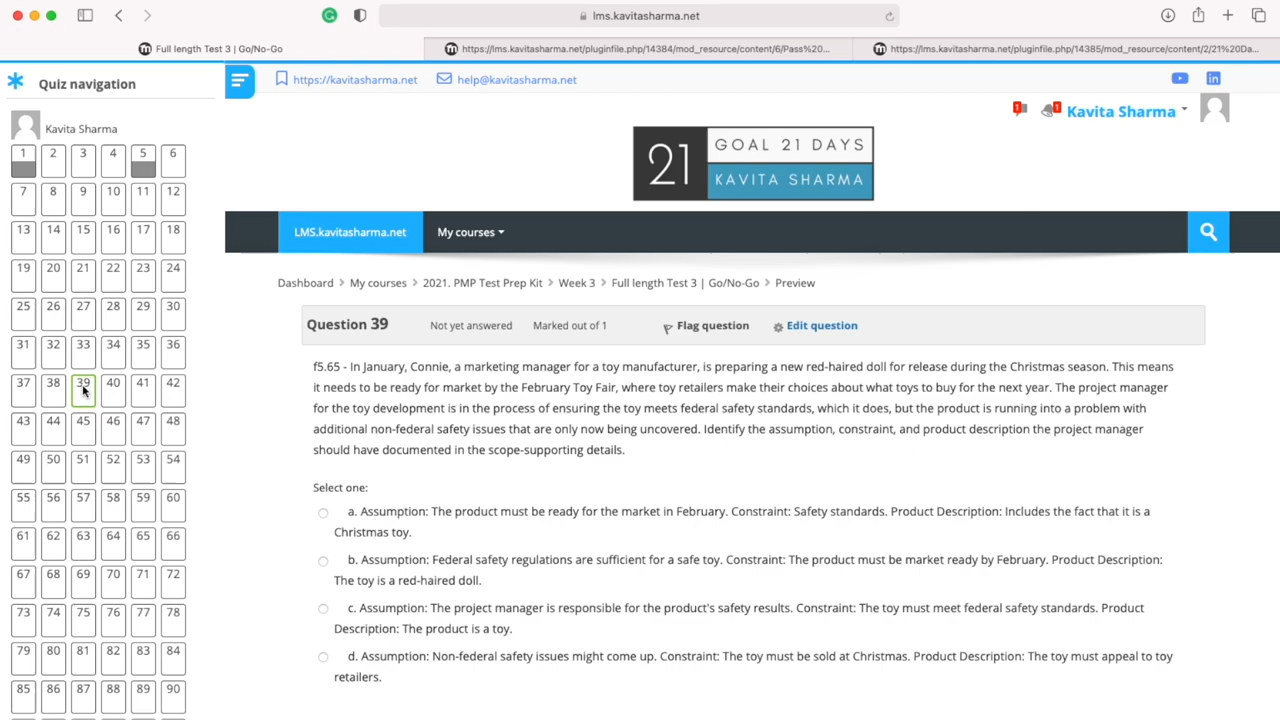 lms.kavitasharma.net
Full length Test 3 | Go/No-Go
https://lms.kavitasharma.net/pluginfile.php/14384/mod_resource/content/6/Pass%20...
https://lms.kavitasharma.net/pluginfile.php/14385/mod_resource/content/2/21%20Da...
Quiz navigation
https://kavitasharma.net
help@kavitasharma.net
Kavita Sharma
1 1 Kavita Sharma
21 GOAL 21 DAYS
KAVITA SHARMA
LMS.kavitasharma.net My courses
Dashboard > My courses > 2021. PMP Test Prep Kit > Week 3 > Full length Test 3 | Go/No-Go > Preview
1 2 3 4 5 6
7 8 9 10 11 12
13 14 15 16 17 18
19 20 21 22 23 24
25 26 27 28 29 30
31 32 33 34 35 36
37 38 39 40 41 42
43 44 45 46 47 48
49 50 51 52 53 54
55 56 57 58 59 60
61 62 63 64 65 66
67 68 69 70 71 72
73 74 75 76 77 78
79 80 81 82 83 84
85 86 87 88 89 90
Question 39 Not yet answered Marked out of 1 Flag question Edit question
f5.65 - In January, Connie, a marketing manager for a toy manufacturer, is preparing a new red-haired doll for release during the Christmas season. This means
it needs to be ready for market by the February Toy Fair, where toy retailers make their choices about what toys to buy for the next year. The project manager
for the toy development is in the process of ensuring the toy meets federal safety standards, which it does, but the product is running into a problem with
additional non-federal safety issues that are only now being uncovered. Identify the assumption, constraint, and product description the project manager
should have documented in the scope-supporting details.
Select one:
a. Assumption: The product must be ready for the market in February. Constraint: Safety standards. Product Description: Includes the fact that it is a
Christmas toy.
b. Assumption: Federal safety regulations are sufficient for a safe toy. Constraint: The product must be market ready by February. Product Description:
The toy is a red-haired doll.
c. Assumption: The project manager is responsible for the product's safety results. Constraint: The toy must meet federal safety standards. Product
Description: The product is a toy.
d. Assumption: Non-federal safety issues might come up. Constraint: The toy must be sold at Christmas. Product Description: The toy must appeal to toy
retailers.